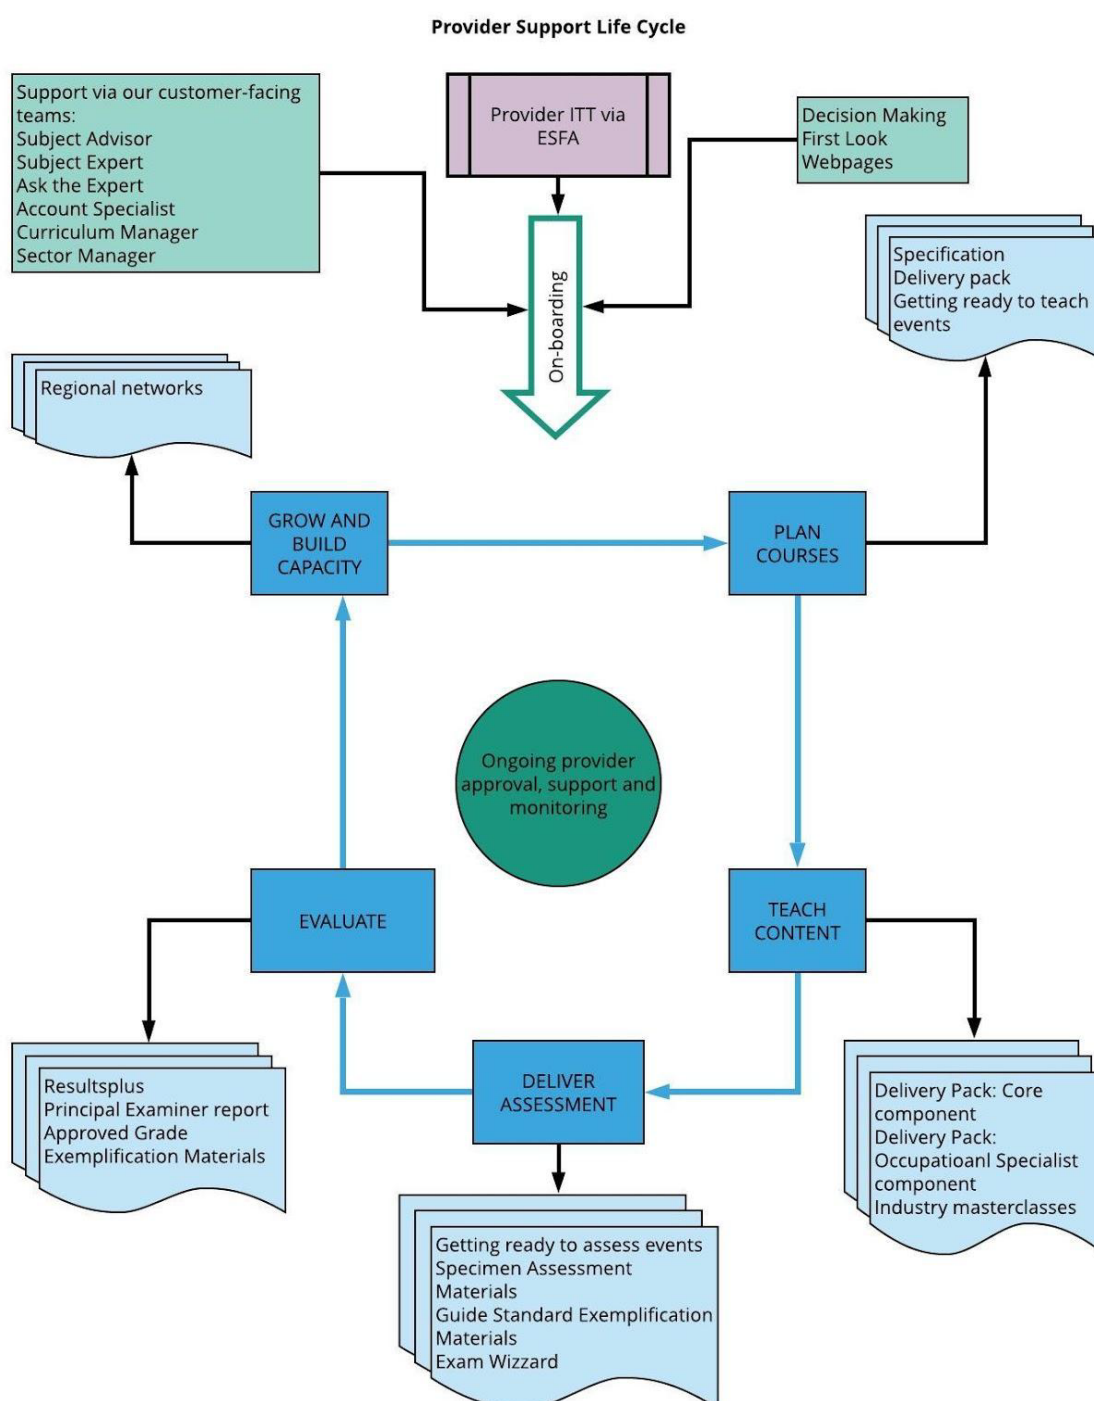 Provider Support Life Cycle
Support via our customer-facing
teams:
Subject Advisor
Subject Expert
Ask the Expert
Account Specialist
Curriculum Manager
Sector Manager
Provider ITT via
ESFA
Decision Making
First Look
Webpages
On-boarding
Specification
Delivery pack
Getting ready to teach
events
Regional networks
GROW AND
BUILD
CAPACITY
PLAN
COURSES
Ongoing provider
approval, support and
monitoring
EVALUATE
TEACH
CONTENT
DELIVER
ASSESSMENT
Resultsplus
Principal Examiner report
Approved Grade
Exemplification Materials
Delivery Pack: Core
component
Delivery Pack:
Occupatioanl Specialist
component
Industry masterclasses
Getting ready to assess events
Specimen Assessment
Materials
Guide Standard Exemplification
Materials
Exam Wizzard